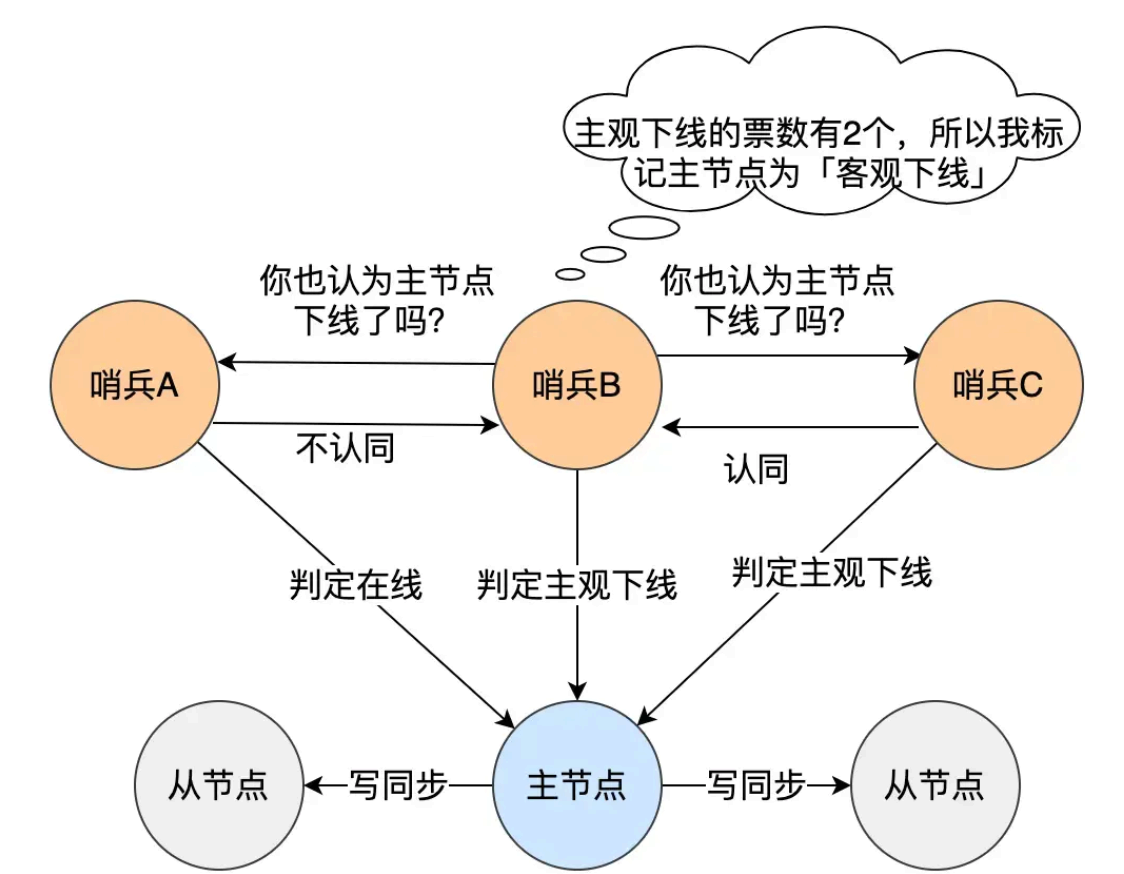 主观下线的票数有2个，所以我标
记主节点为「客观下线」
你也认为主节点
下线了吗？
你也认为主节点
下线了吗？
哨兵A
哨兵B
哨兵C
不认同
认同
判定在线
判定主观下线
判定主观下线
从节点
写同步
主节点
写同步
从节点